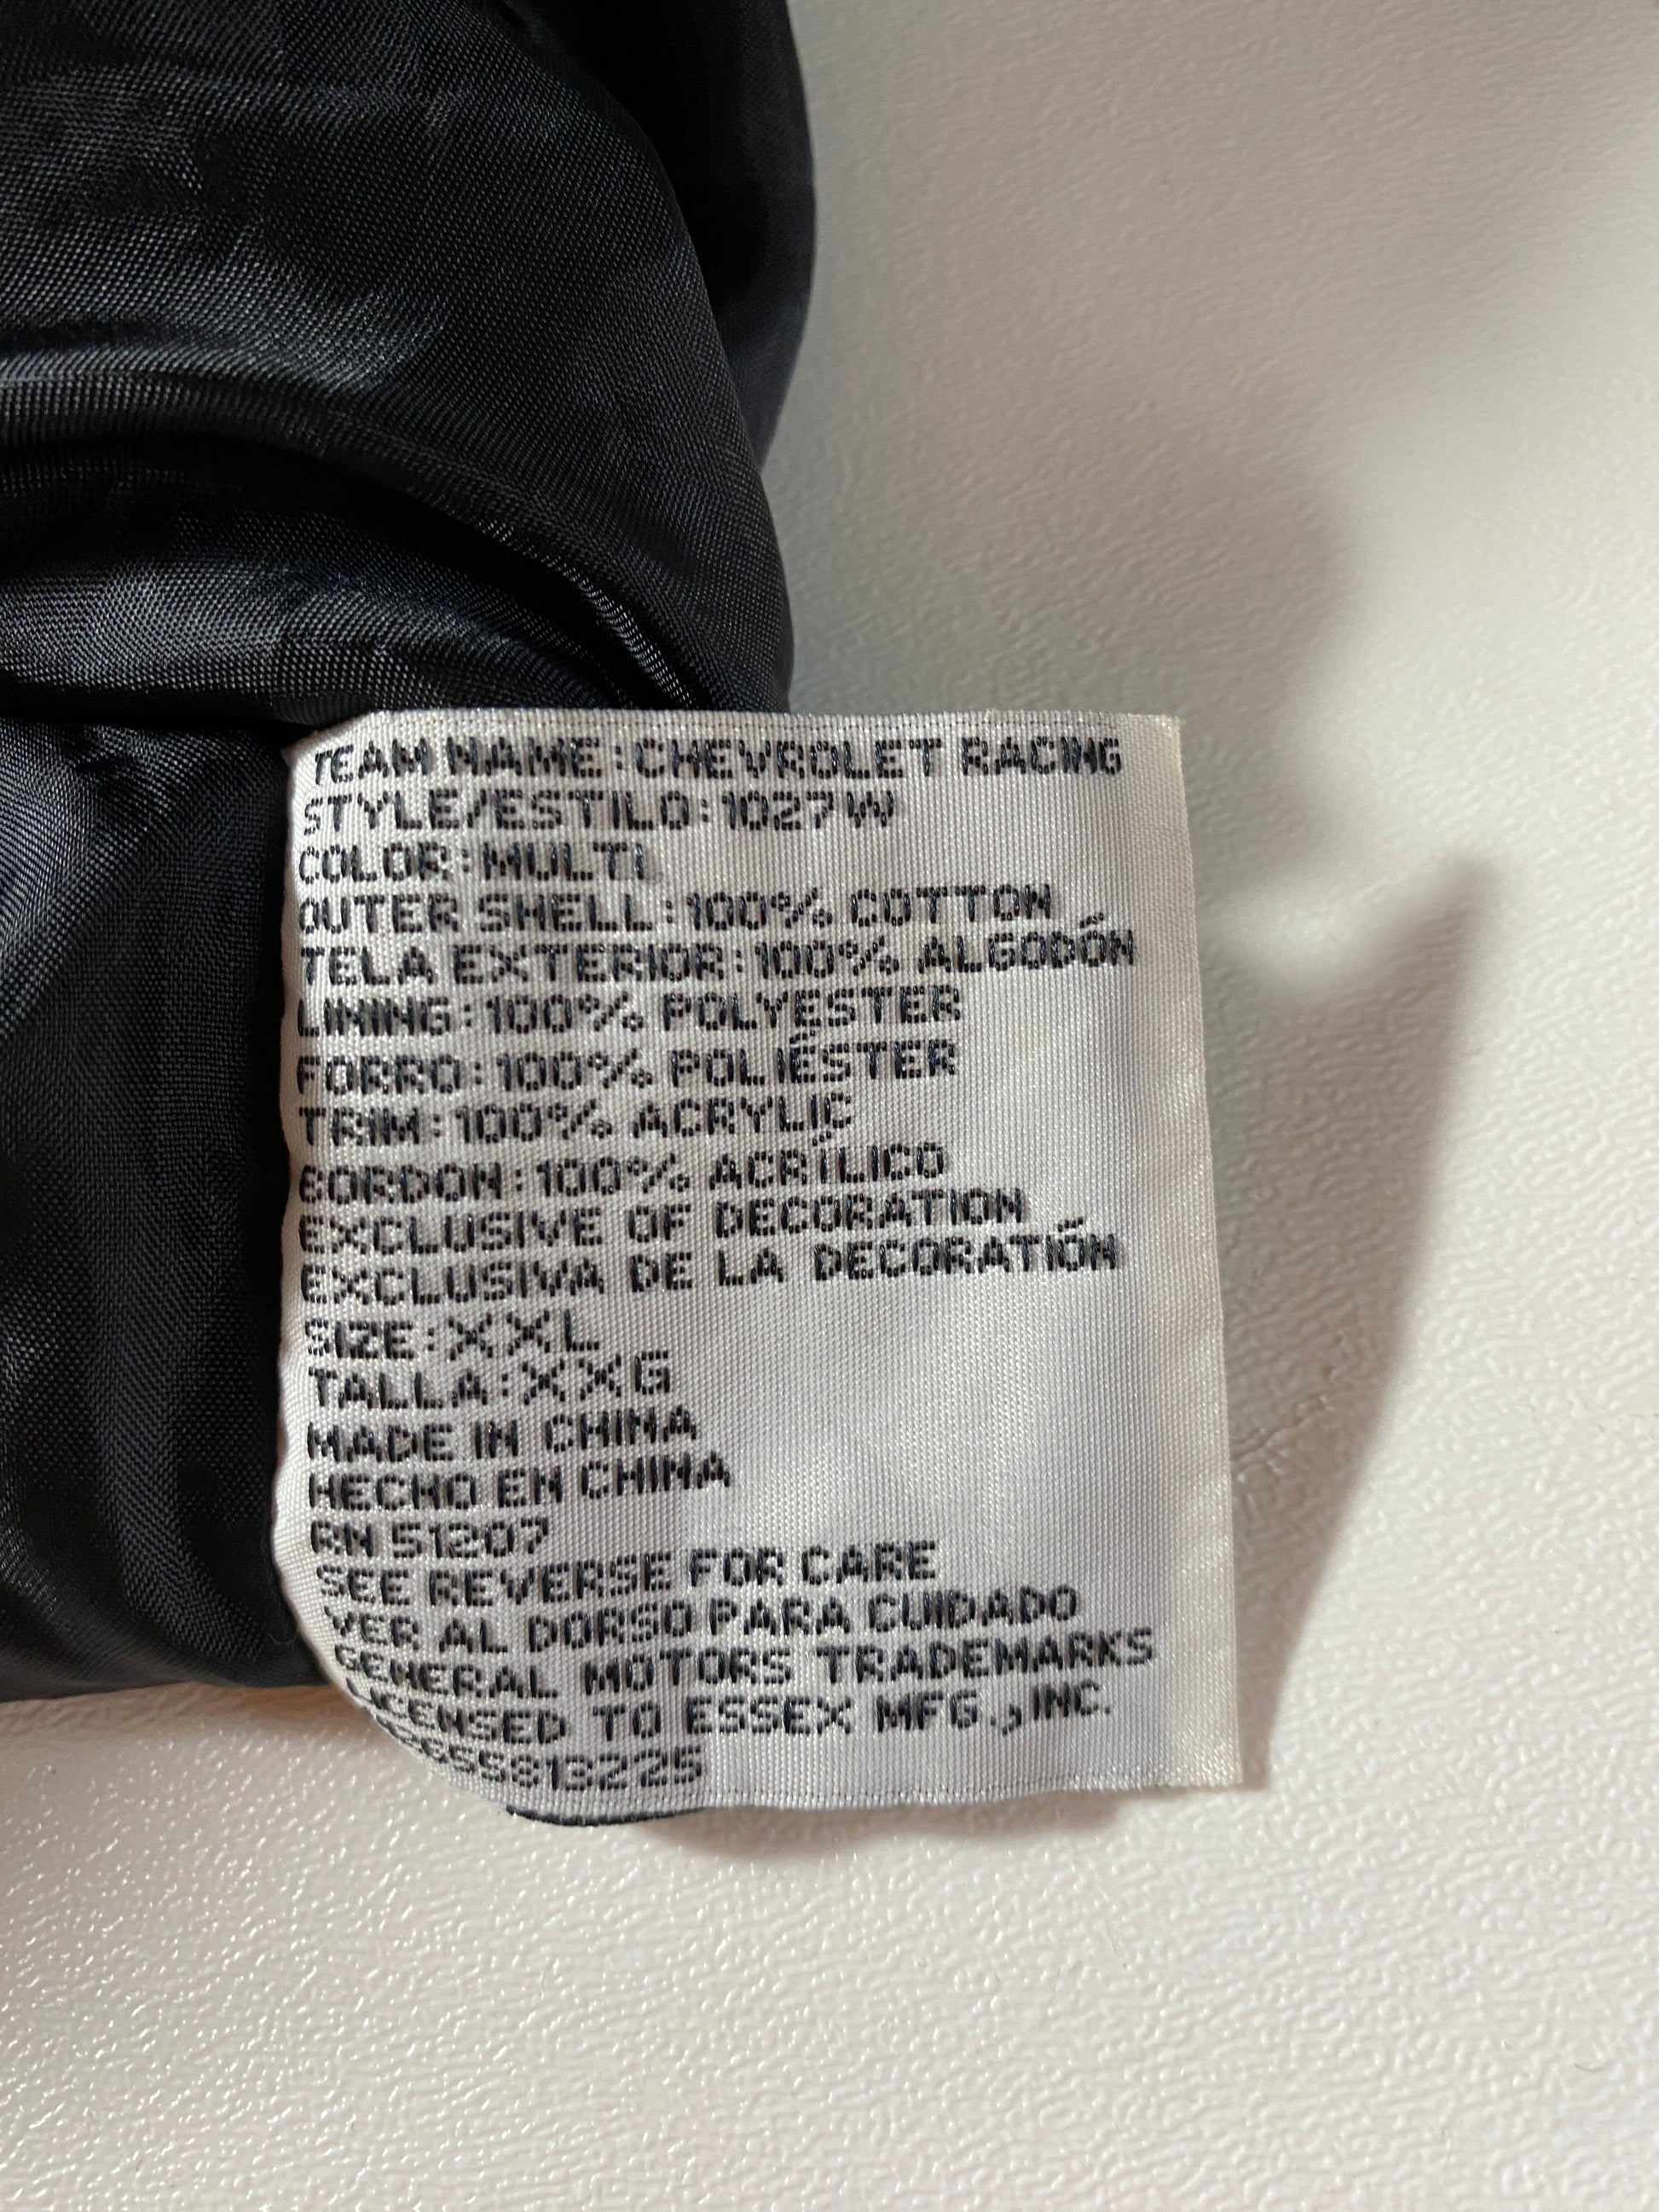 TEAM NAME:CHEVROLET RACING
STYLE/ESTILO:1027W
COLOR:MULTI
OUTER SHELL:100% COTTON
TELA EXTERIOR:100% ALGODÓN
LINING:100% POLYESTER
FORRO:100% POLIÉSTER
TRIM:100% ACRYLIC
BORDON:100% ACRÍLICO
EXCLUSIVE OF DECORATION
EXCLUSIVA DE LA DECORATIÓN
SIZE:XXL
TALLA:XXG
MADE IN CHINA
HECHO EN CHINA
RN 51207
SEE REVERSE FOR CARE
VER AL DORSO PARA CUIDADO
GENERAL MOTORS TRADEMARKS
LICENSED TO ESSEX MFG.,INC.